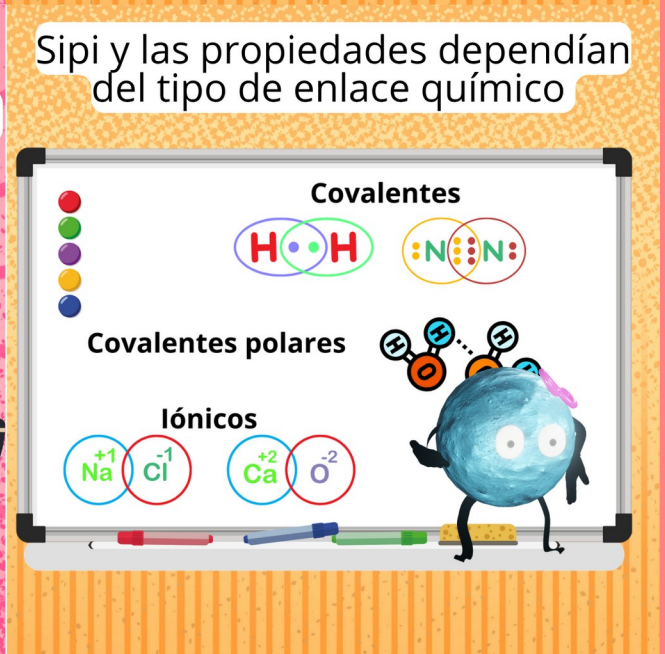 Sipi y las propiedades dependían
del tipo de enlace químico
Covalentes
H H N N
Covalentes polares
H H H
O
Iónicos
Na +1 Cl -1 Ca +2 O -2